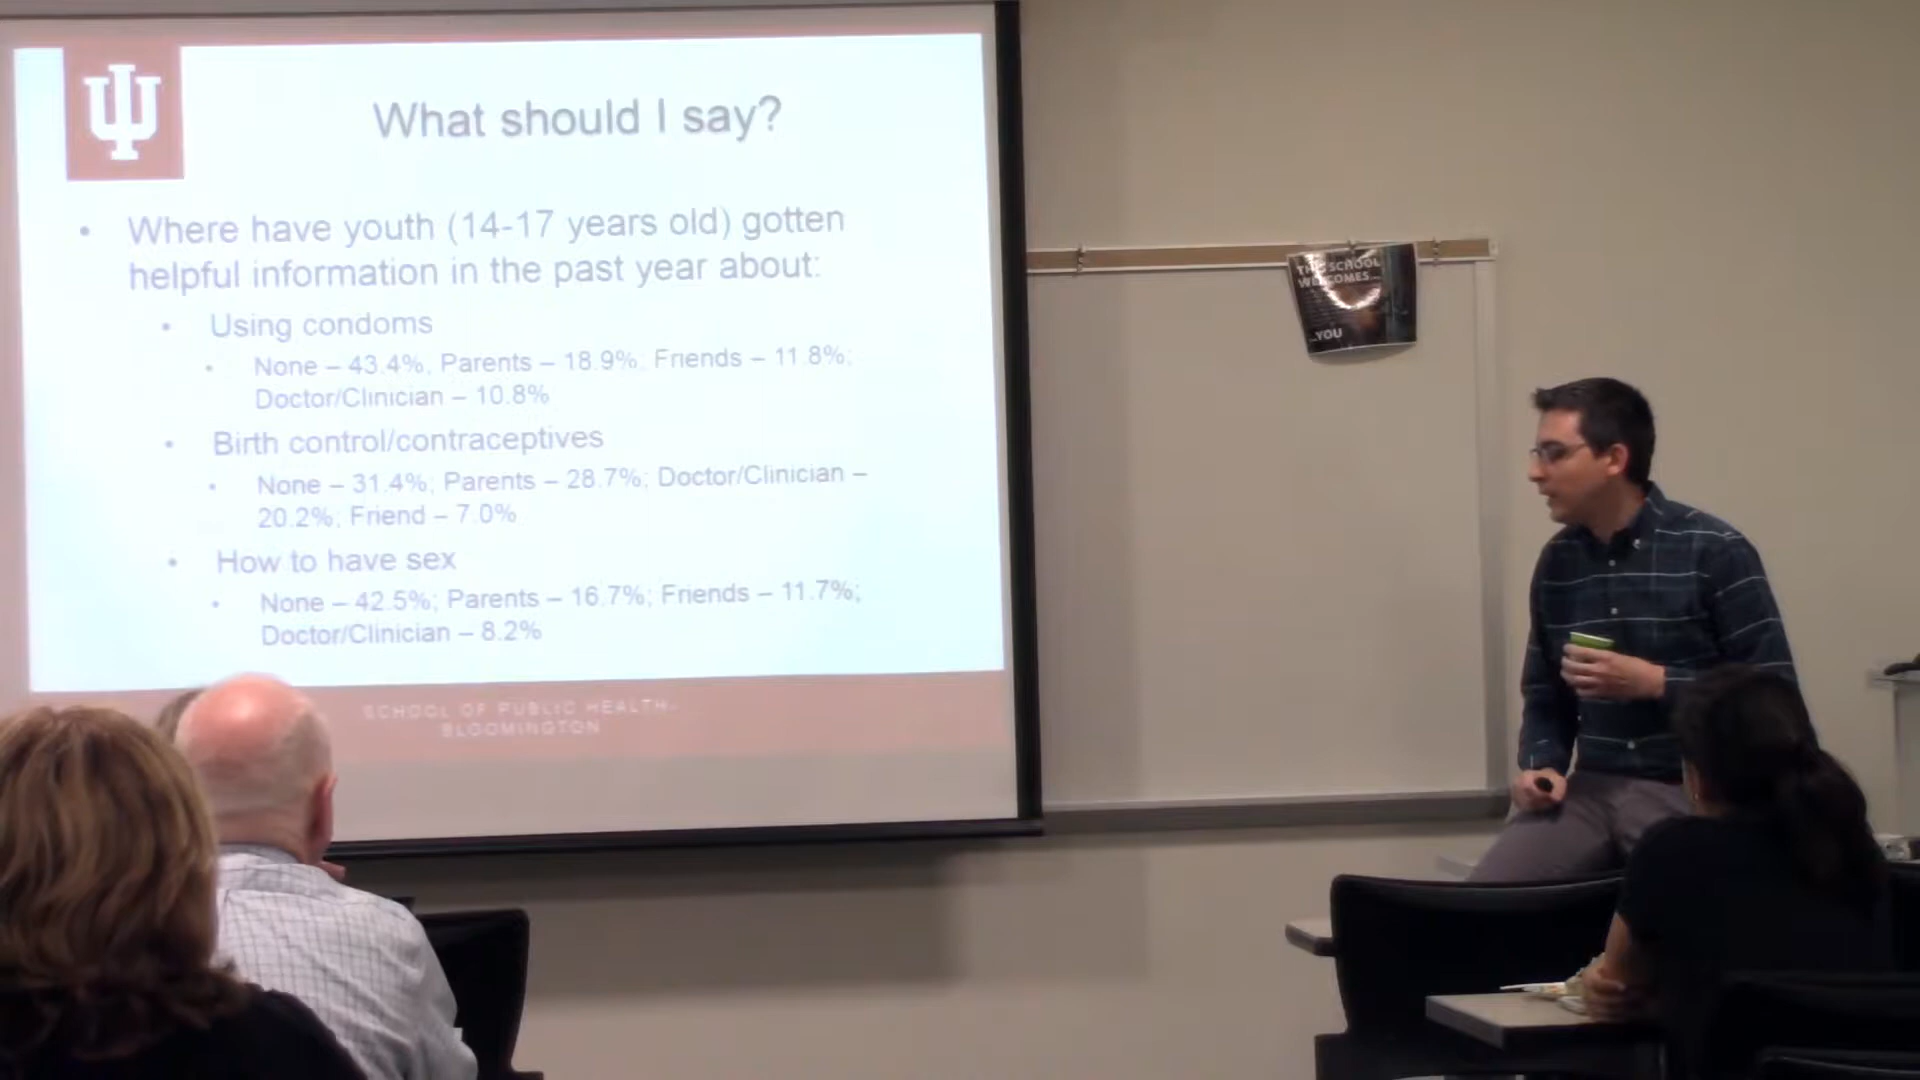 What should I say?
• Where have youth (14-17 years old) gotten
helpful information in the past year about:
• Using condoms
• None – 43.4%, Parents – 18.9%; Friends – 11.8%;
Doctor/Clinician – 10.8%
• Birth control/contraceptives
• None – 31.4%; Parents – 28.7%; Doctor/Clinician –
20.2%; Friend – 7.0%
• How to have sex
• None – 42.5%; Parents – 16.7%; Friends – 11.7%;
Doctor/Clinician – 8.2%
SCHOOL OF PUBLIC HEALTH-
BLOOMINGTON
THIS SCHOOL
WELCOMES...
...YOU